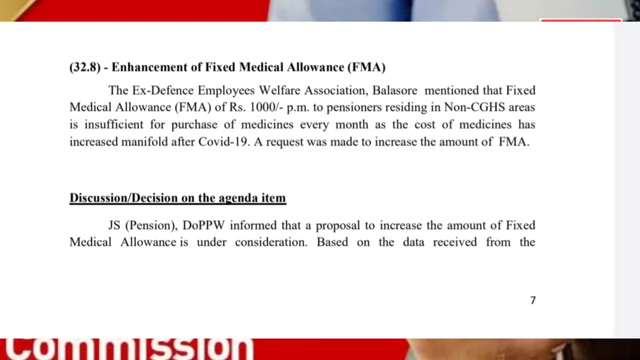 (32.8) - Enhancement of Fixed Medical Allowance (FMA)
The Ex-Defence Employees Welfare Association, Balasore mentioned that Fixed
Medical Allowance (FMA) of Rs. 1000/- p.m. to pensioners residing in Non-CGHS areas
is insufficient for purchase of medicines every month as the cost of medicines has
increased manifold after Covid-19. A request was made to increase the amount of FMA.
Discussion/Decision on the agenda item
JS (Pension), DoPPW informed that a proposal to increase the amount of Fixed
Medical Allowance is under consideration. Based on the data received from the
7
Commission